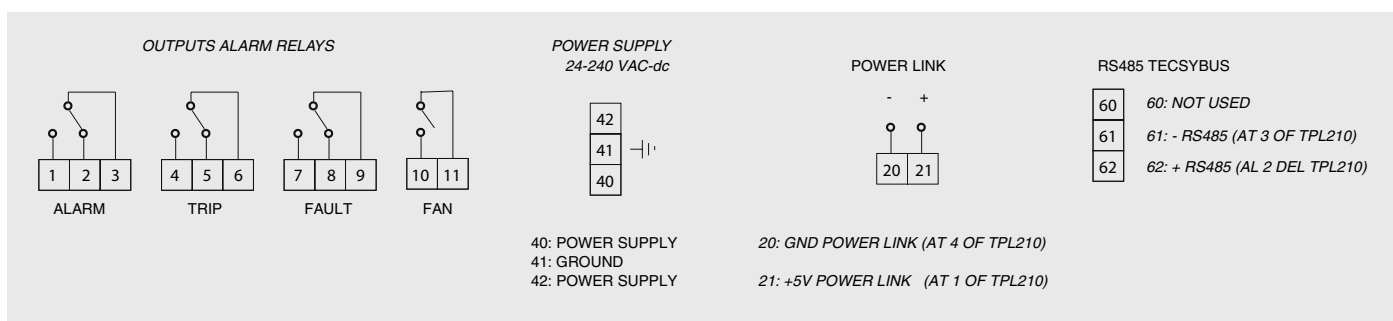 OUTPUTS ALARM RELAYS
1 2 3
ALARM
4 5 6
TRIP
7 8 9
FAULT
10 11
FAN
POWER SUPPLY
24-240 VAC-dc
42
41
40
40: POWER SUPPLY
41: GROUND
42: POWER SUPPLY
POWER LINK
- +
20 21
20: GND POWER LINK (AT 4 OF TPL210)
21: +5V POWER LINK (AT 1 OF TPL210)
RS485 TECSYBUS
60 60: NOT USED
61 61: - RS485 (AT 3 OF TPL210)
62 62: + RS485 (AL 2 DEL TPL210)